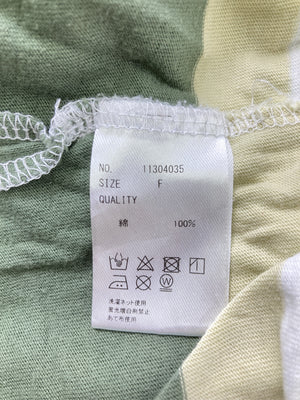 NO. 11304035
SIZE F
QUALITY
綿 100%
洗濯ネット使用
蛍光増白剤禁止
あて布使用